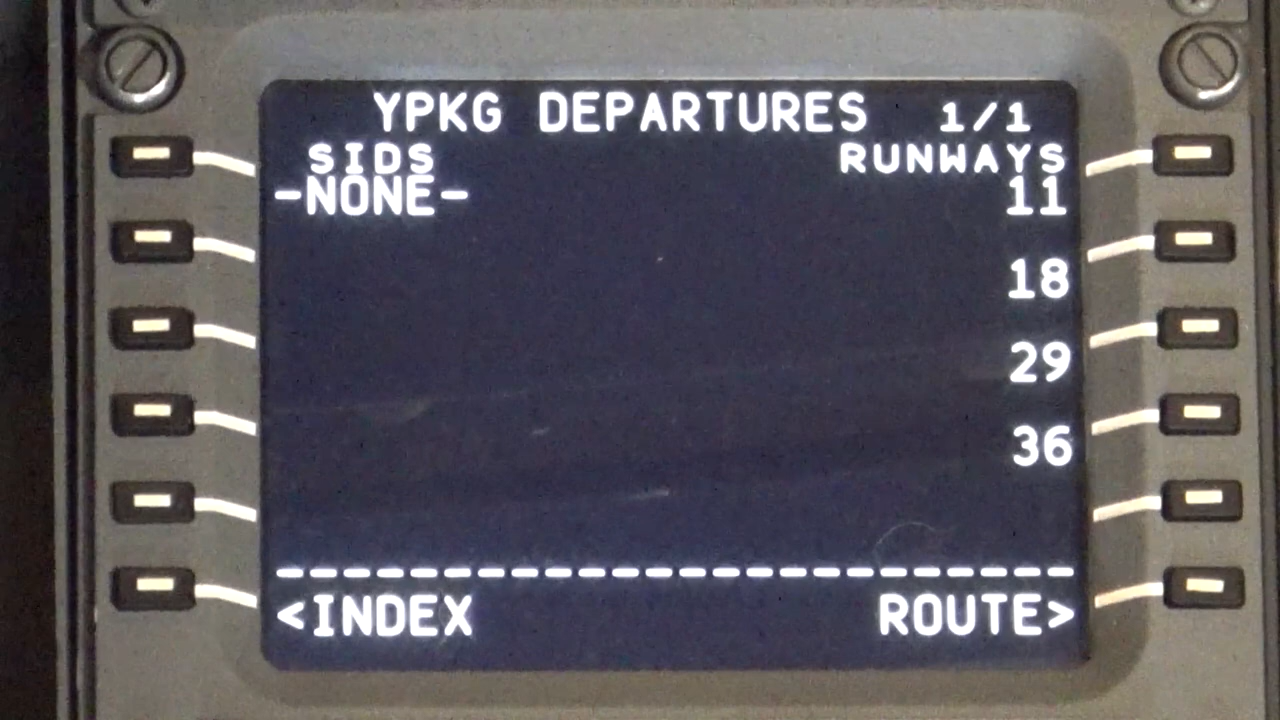 YPKG DEPARTURES 1/1
SIDS RUNWAYS
-NONE- 11
18
29
36
------------------------
<INDEX ROUTE>